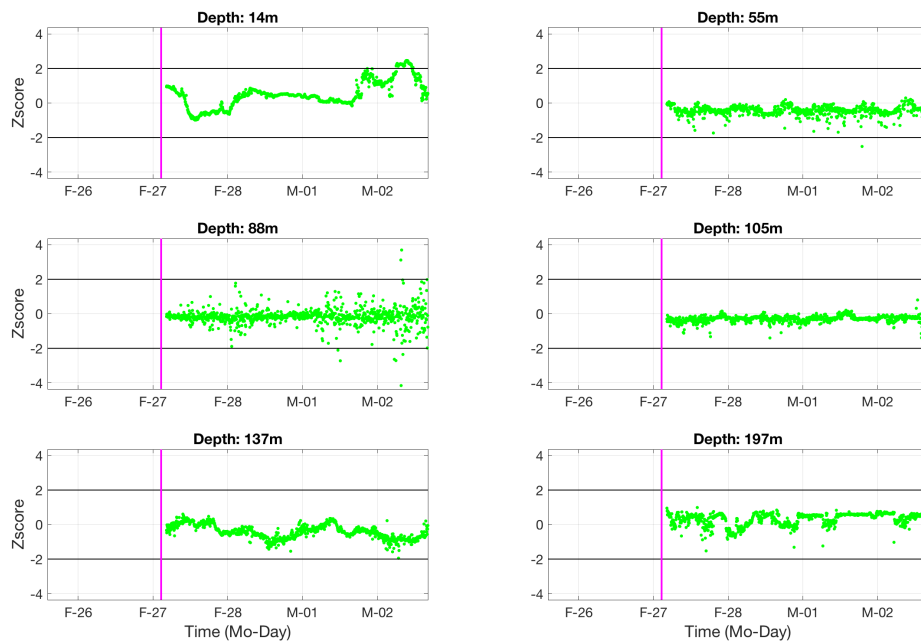 Depth: 14m
Depth: 55m
4
2
0
-2
-4
Zscore
F-26 F-27 F-28 M-01 M-02
4
2
0
-2
-4
F-26 F-27 F-28 M-01 M-02
Depth: 88m
Depth: 105m
4
2
0
-2
-4
Zscore
F-26 F-27 F-28 M-01 M-02
4
2
0
-2
-4
F-26 F-27 F-28 M-01 M-02
Depth: 137m
Depth: 197m
4
2
0
-2
-4
Zscore
F-26 F-27 F-28 M-01 M-02
Time (Mo-Day)
4
2
0
-2
-4
F-26 F-27 F-28 M-01 M-02
Time (Mo-Day)